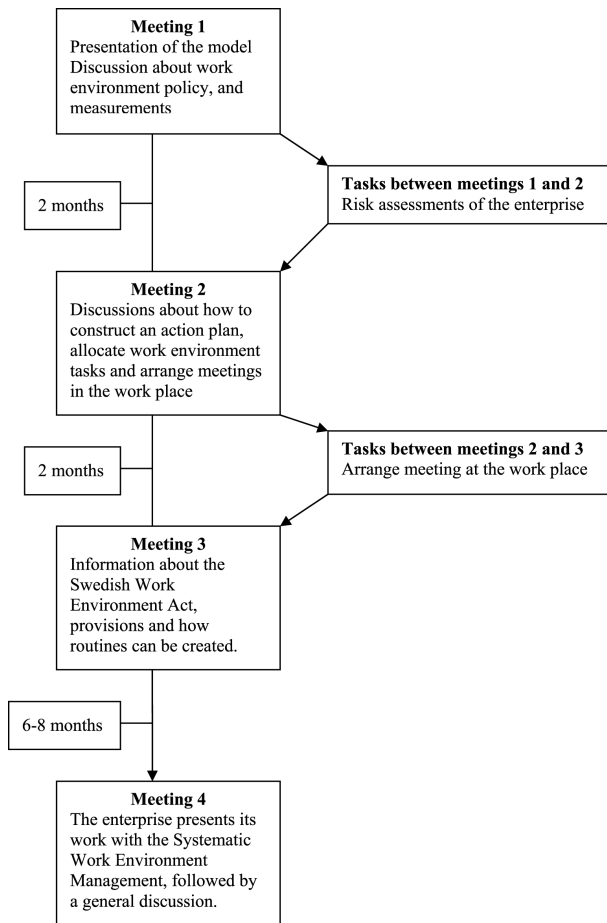 Meeting 1
Presentation of the model
Discussion about work
environment policy, and
measurements
Tasks between meetings 1 and 2
Risk assessments of the enterprise
2 months
Meeting 2
Discussions about how to
construct an action plan,
allocate work environment
tasks and arrange meetings
in the work place
Tasks between meetings 2 and 3
Arrange meeting at the work place
2 months
Meeting 3
Information about the
Swedish Work
Environment Act,
provisions and how
routines can be created.
6-8 months
Meeting 4
The enterprise presents its
work with the Systematic
Work Environment
Management, followed by
a general discussion.